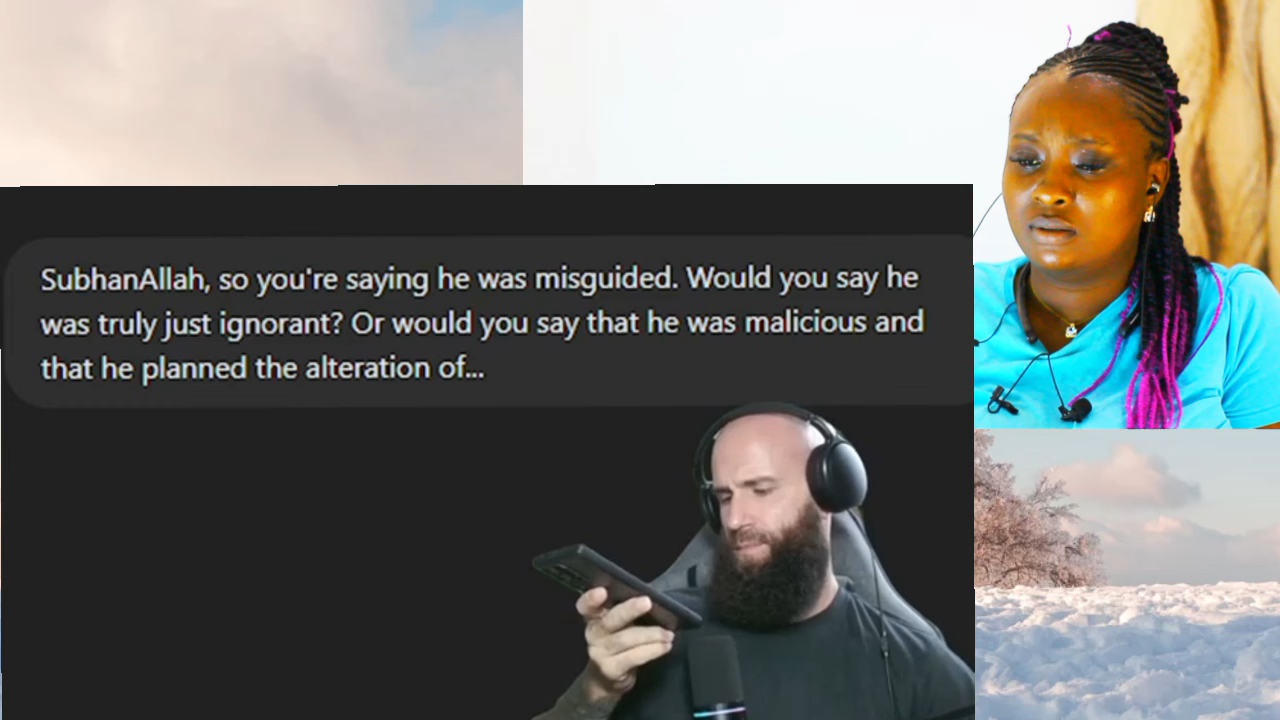 SubhanAllah, so you're saying he was misguided. Would you say he
was truly just ignorant? Or would you say that he was malicious and
that he planned the alteration of...